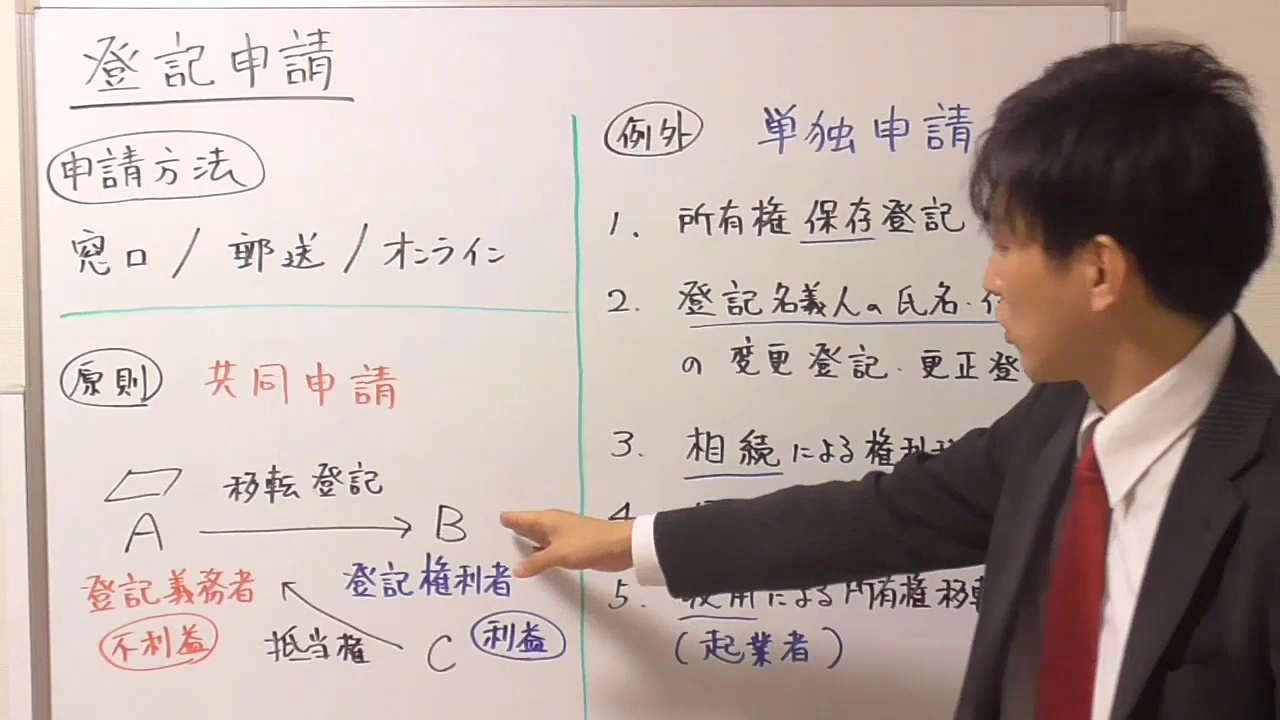 登記申請
申請方法
窓口 / 郵送 / オンライン
原則 共同申請
移転登記
A B
登記義務者 登記権利者
不利益 抵当権 C 利益
例外 単独申請
1. 所有権保存登記
2. 登記名義人の氏名・
の変更登記・更正登
3. 相続による権利
4
5. による所有権移転
(起業者)